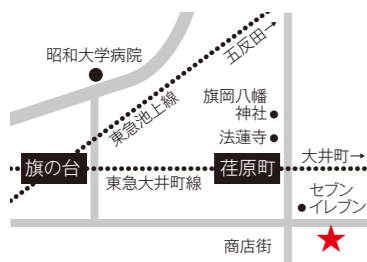 五反田→
昭和大学病院
東急池上線
旗岡八幡
神社
法蓮寺
大井町→
旗の台
荏原町
東急大井町線
セブン
イレブン
商店街